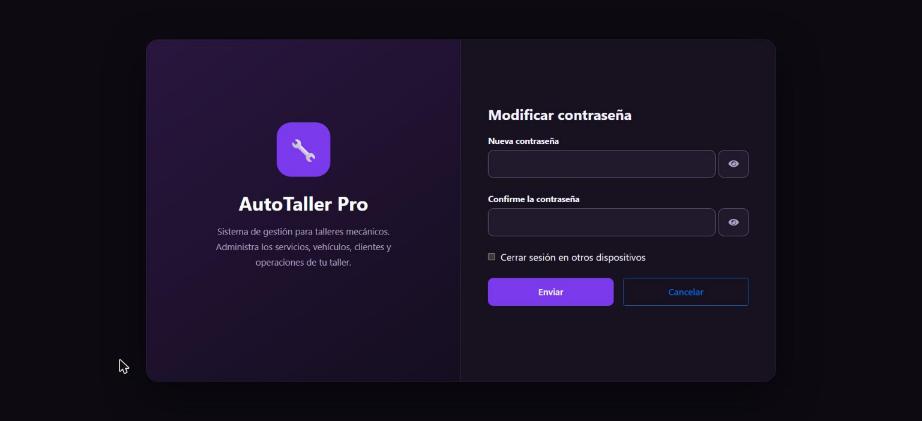 AutoTaller Pro
Sistema de gestión para talleres mecánicos.
Administra los servicios, vehículos, clientes y
operaciones de tu taller.
Modificar contraseña
Nueva contraseña
Confirme la contraseña
Cerrar sesión en otros dispositivos
Enviar
Cancelar